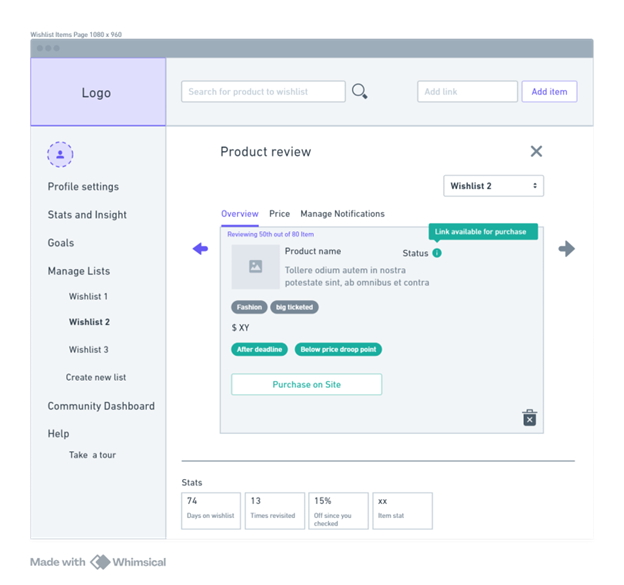 Wishlist Items Page 1080 x 960
Logo
Search for product to wishlist
Add link
Add item
Profile settings
Stats and Insight
Goals
Manage Lists
Wishlist 1
Wishlist 2
Wishlist 3
Create new list
Community Dashboard
Help
Take a tour
Product review
Wishlist 2
Overview Price Manage Notifications
Link available for purchase
Reviewing 50th out of 80 Item
Product name
Status i
Tollere odium autem in nostra
potestate sint, ab omnibus et contra
Fashion big ticketed
$ XY
After deadline Below price droop point
Purchase on Site
Stats
74
Days on wishlist
13
Times revisited
15%
Off since you
checked
xx
Item stat
Made with Whimsical